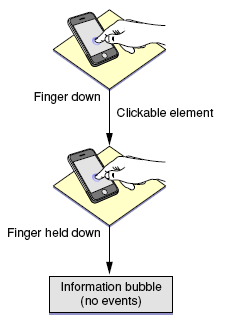 Finger down
Clickable element
Finger held down
Information bubble
(no events)